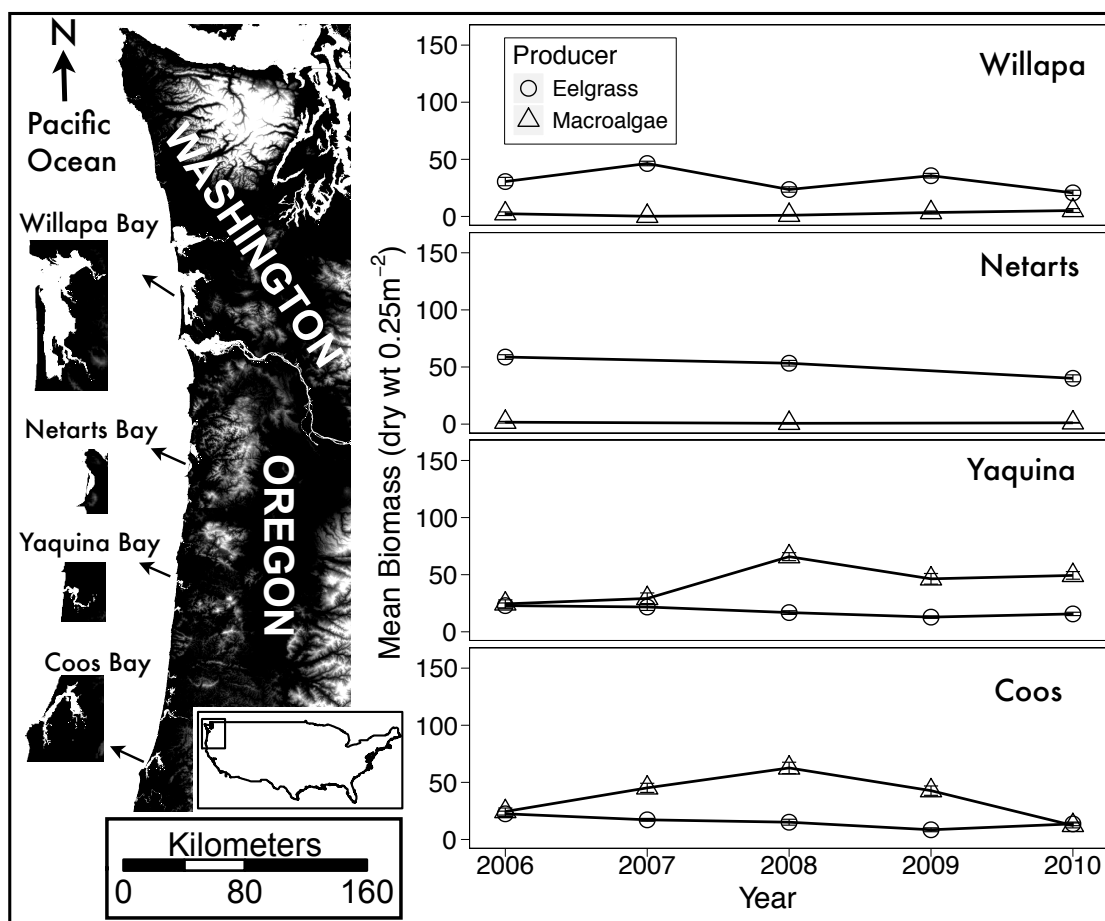 N
Pacific
Ocean
WASHINGTON
OREGON
Willapa Bay
Netarts Bay
Yaquina Bay
Coos Bay
Kilometers
0 80 160
Mean Biomass (dry wt 0.25m⁻²)
150
100
50
0
Producer
Eelgrass
Macroalgae
Willapa
150
100
50
0
Netarts
150
100
50
0
Yaquina
150
100
50
0
Coos
2006 2007 2008 2009 2010
Year